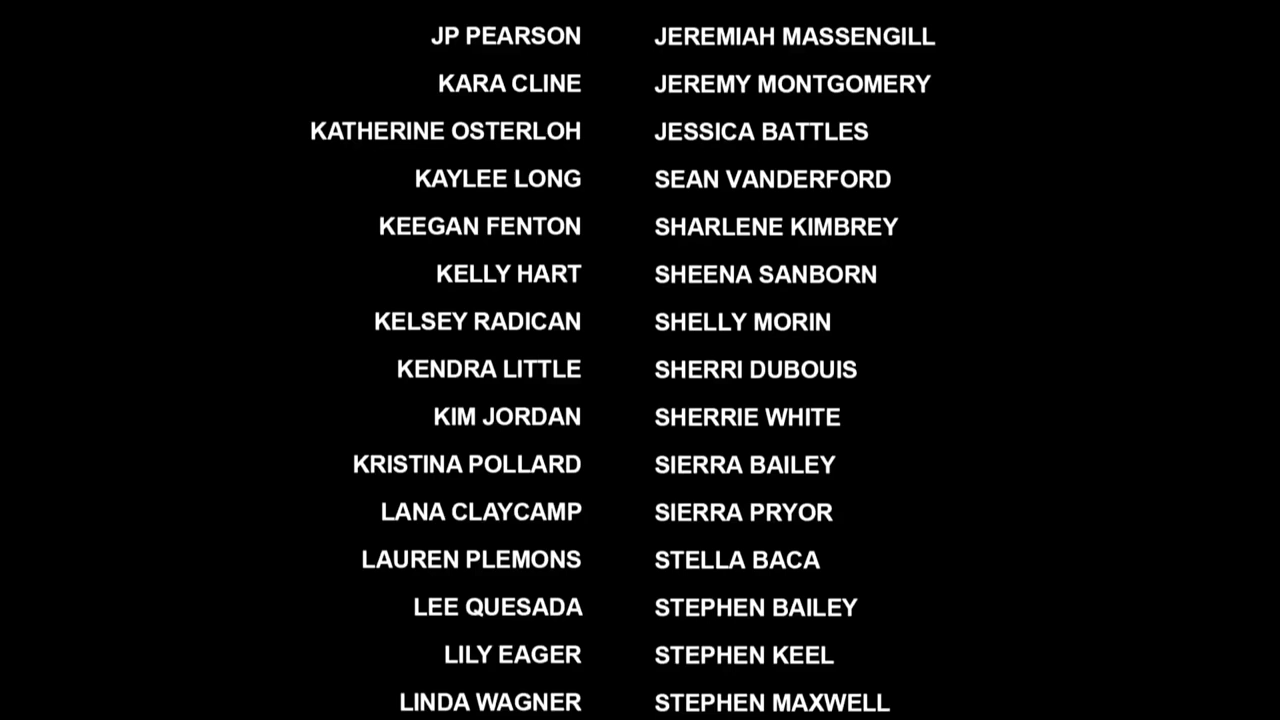 JP PEARSON JEREMIAH MASSENGILL
KARA CLINE JEREMY MONTGOMERY
KATHERINE OSTERLOH JESSICA BATTLES
KAYLEE LONG SEAN VANDERFORD
KEEGAN FENTON SHARLENE KIMBREY
KELLY HART SHEENA SANBORN
KELSEY RADICAN SHELLY MORIN
KENDRA LITTLE SHERRI DUBOUIS
KIM JORDAN SHERRIE WHITE
KRISTINA POLLARD SIERRA BAILEY
LANA CLAYCAMP SIERRA PRYOR
LAUREN PLEMONS STELLA BACA
LEE QUESADA STEPHEN BAILEY
LILY EAGER STEPHEN KEEL
LINDA WAGNER STEPHEN MAXWELL